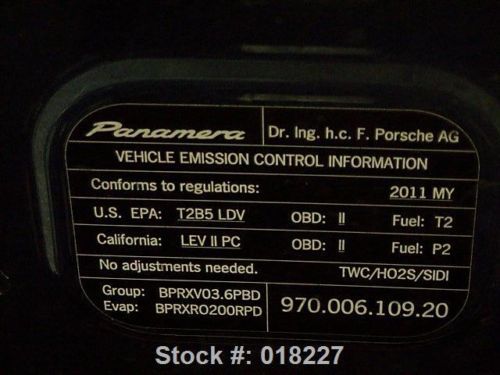 Panamera Dr. Ing. h.c. F. Porsche AG
VEHICLE EMISSION CONTROL INFORMATION
Conforms to regulations: 2011 MY
U.S. EPA: T2B5 LDV OBD: II Fuel: T2
California: LEV II PC OBD: II Fuel: P2
No adjustments needed. TWC/HO2S/SIDI
Group: BPRXV03.6PBD
Evap: BPRXR0200RPD 970.006.109.20
Stock #: 018227